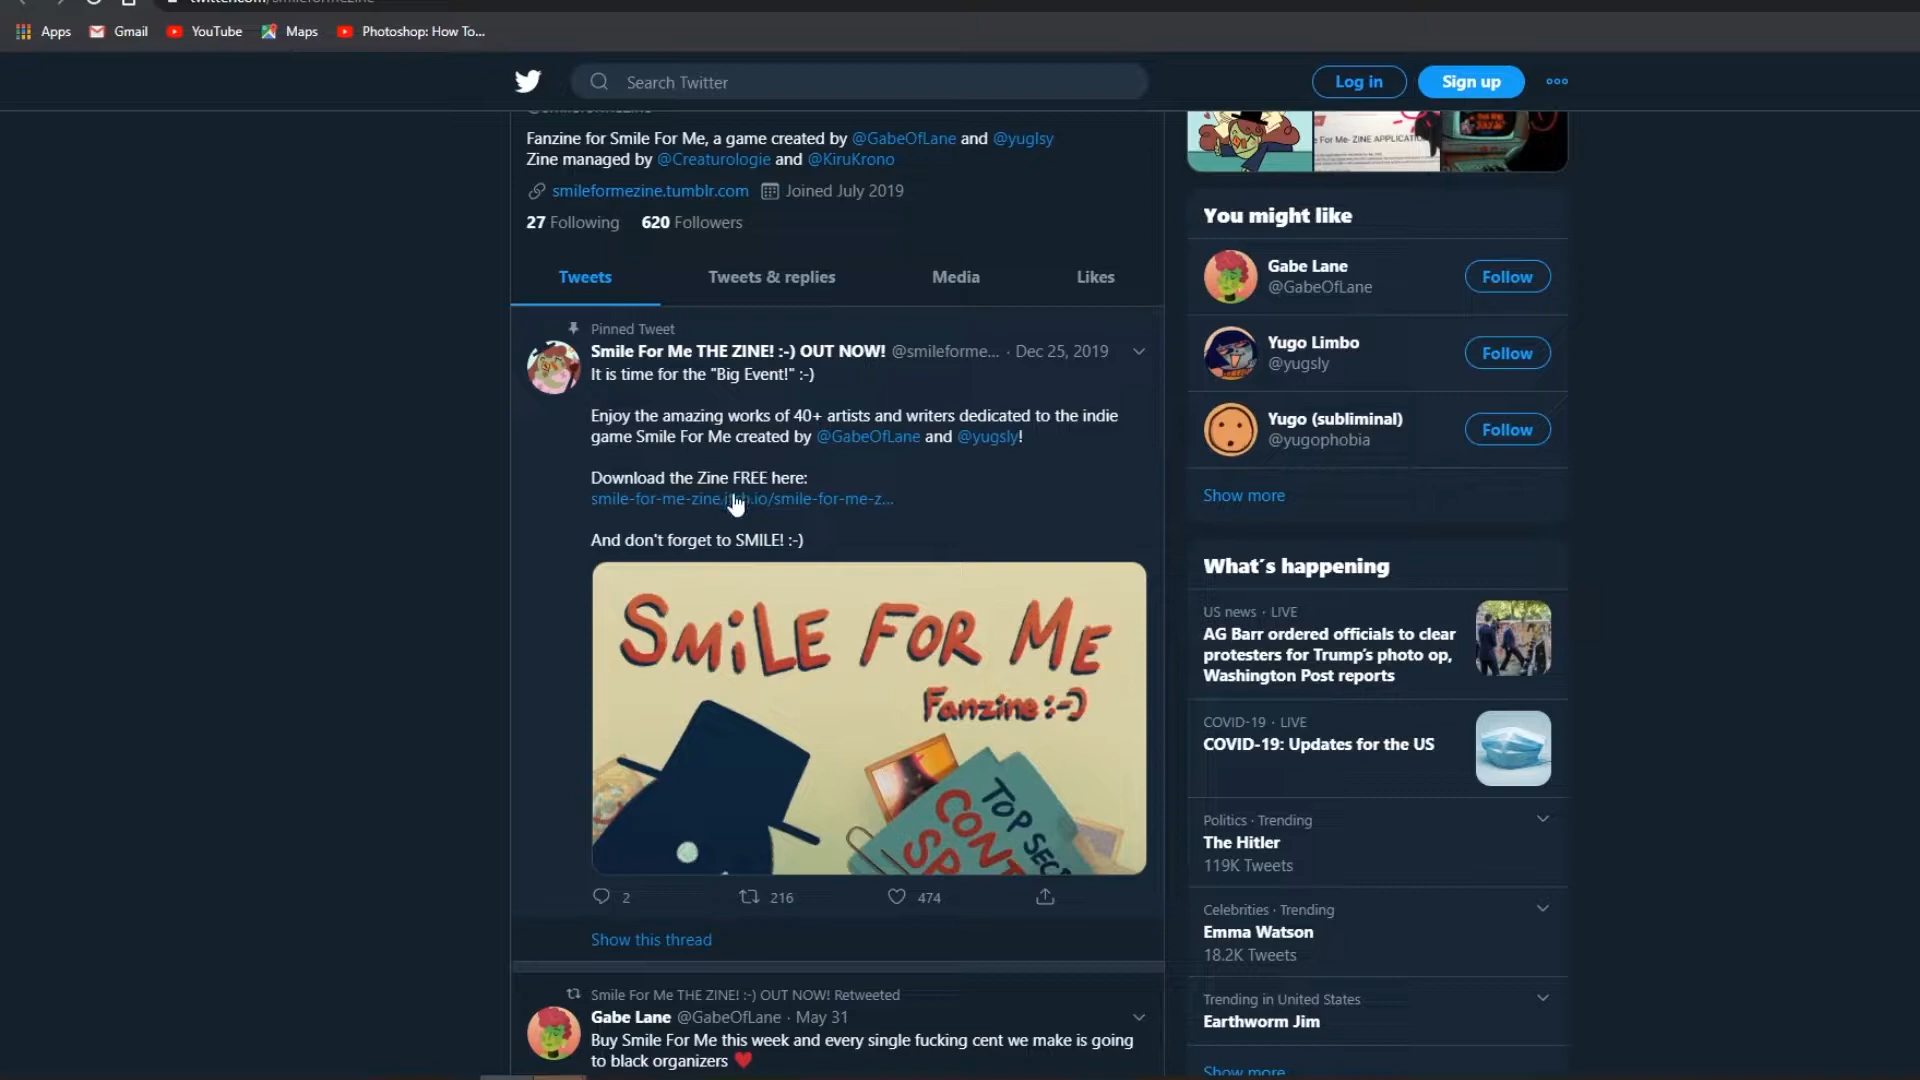 Apps Gmail YouTube Maps Photoshop: How To...
Search Twitter
Log in
Sign up
Fanzine for Smile For Me, a game created by @GabeOfLane and @yuglsy
Zine managed by @Creaturologie and @KiruKrono
smileformezine.tumblr.com Joined July 2019
27 Following 620 Followers
Tweets Tweets & replies Media Likes
Pinned Tweet
Smile For Me THE ZINE! :-) OUT NOW! @smileforme... · Dec 25, 2019
It is time for the "Big Event!" :-)
Enjoy the amazing works of 40+ artists and writers dedicated to the indie
game Smile For Me created by @GabeOfLane and @yugsly!
Download the Zine FREE here:
smile-for-me-zine.itch.io/smile-for-me-z...
And don't forget to SMILE! :-)
SMiLE FOR ME
Fanzine :-)
TOP SEC
CONT
SP
2 216 474
Show this thread
Smile For Me THE ZINE! :-) OUT NOW! Retweeted
Gabe Lane @GabeOfLane · May 31
Buy Smile For Me this week and every single fucking cent we make is going
to black organizers
For Me- ZINE APPLICATI
You might like
Gabe Lane
@GabeOfLane
Follow
Yugo Limbo
@yugsly
Follow
Yugo (subliminal)
@yugophobia
Follow
Show more
What´s happening
US news · LIVE
AG Barr ordered officials to clear
protesters for Trump's photo op,
Washington Post reports
COVID-19 · LIVE
COVID-19: Updates for the US
Politics · Trending
The Hitler
119K Tweets
Celebrities · Trending
Emma Watson
18.2K Tweets
Trending in United States
Earthworm Jim
Show more